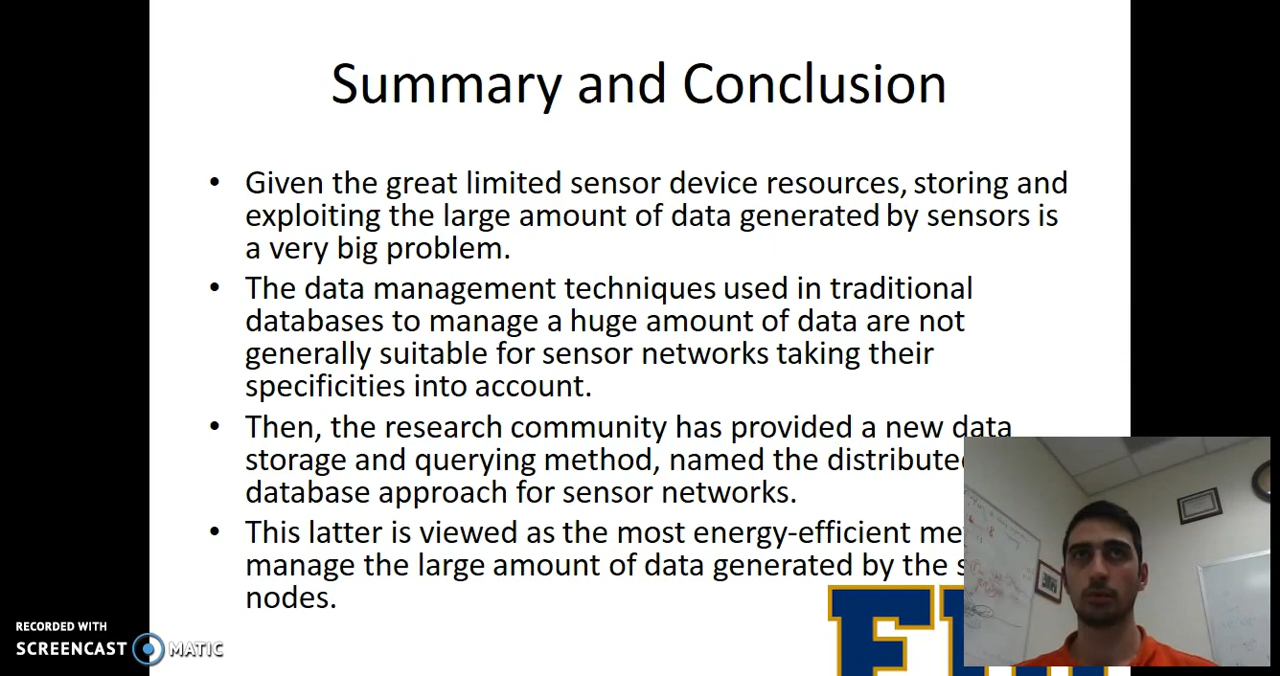 Summary and Conclusion
• Given the great limited sensor device resources, storing and
exploiting the large amount of data generated by sensors is
a very big problem.
• The data management techniques used in traditional
databases to manage a huge amount of data are not
generally suitable for sensor networks taking their
specificities into account.
• Then, the research community has provided a new data
storage and querying method, named the distribute
database approach for sensor networks.
• This latter is viewed as the most energy-efficient me
manage the large amount of data generated by the s
nodes.
RECORDED WITH
SCREENCAST MATIC